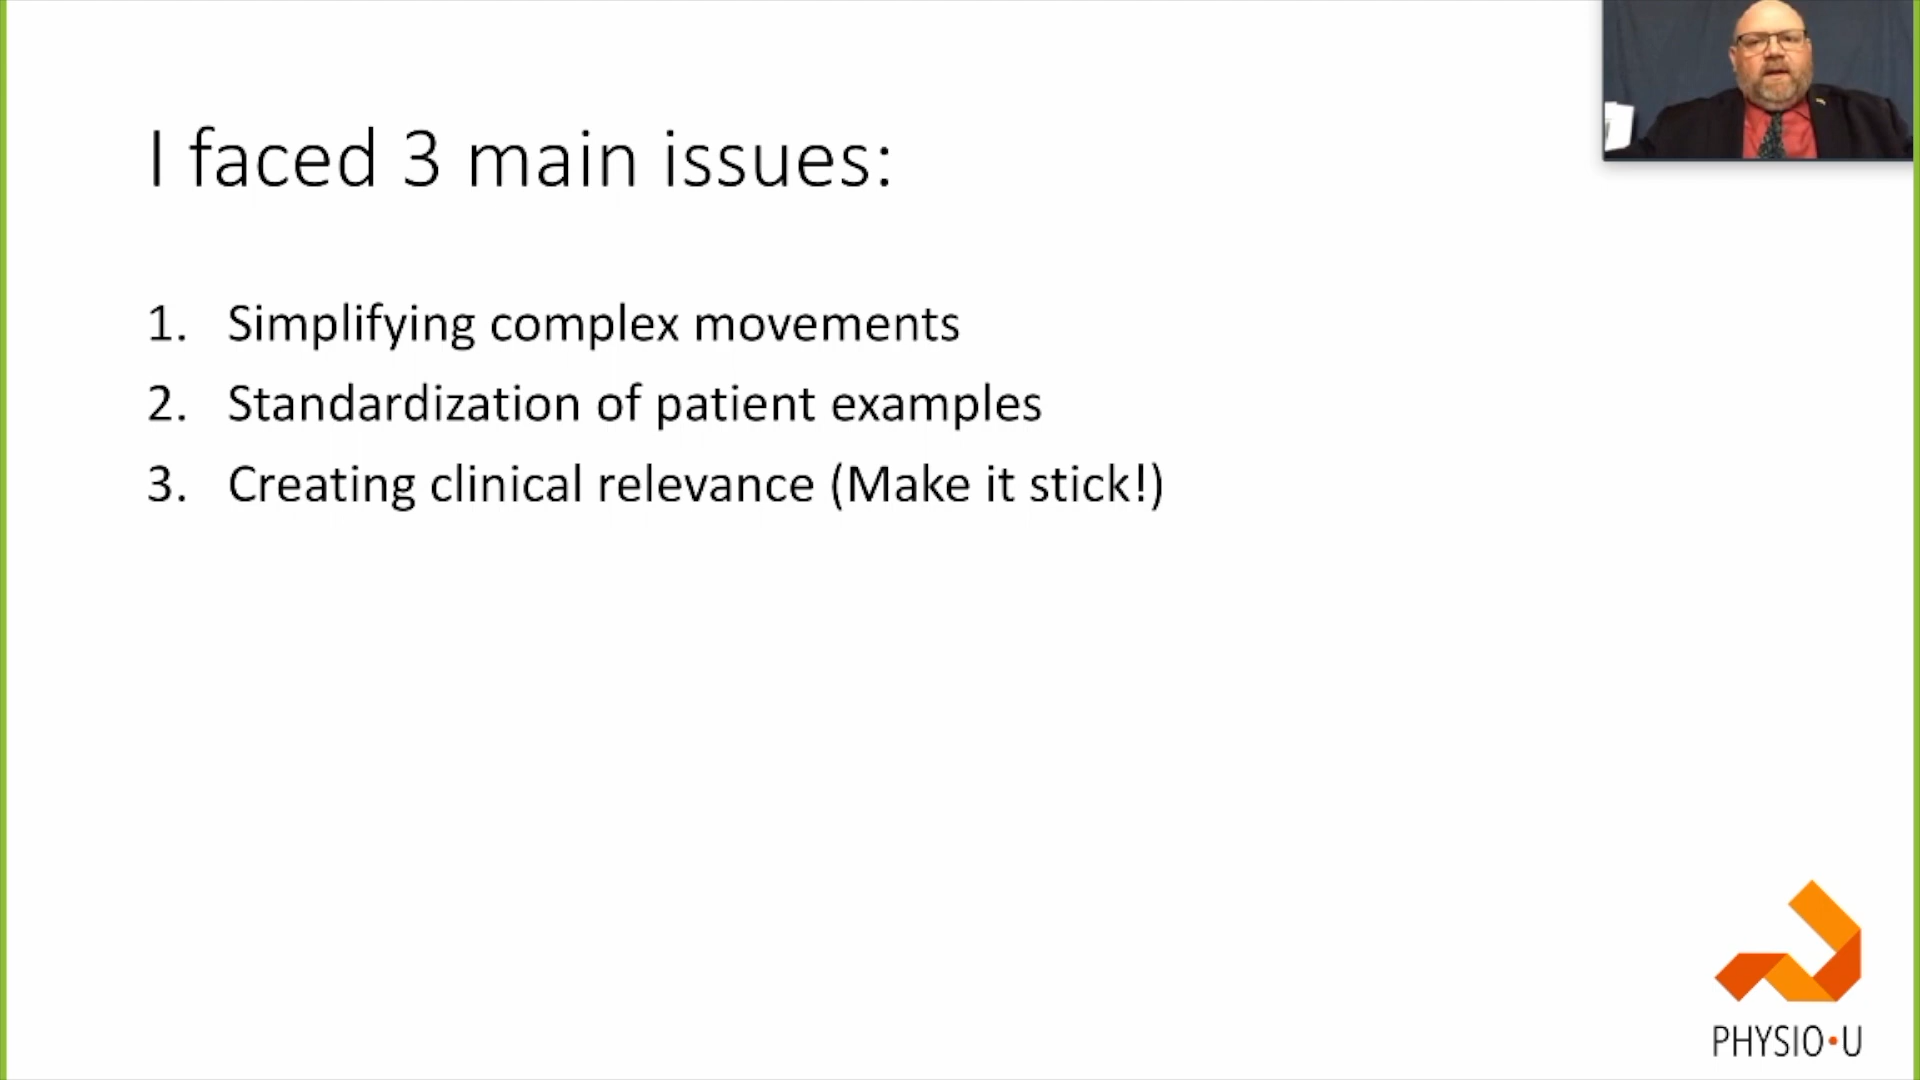 I faced 3 main issues:
1. Simplifying complex movements
2. Standardization of patient examples
3. Creating clinical relevance (Make it stick!)
PHYSIO•U